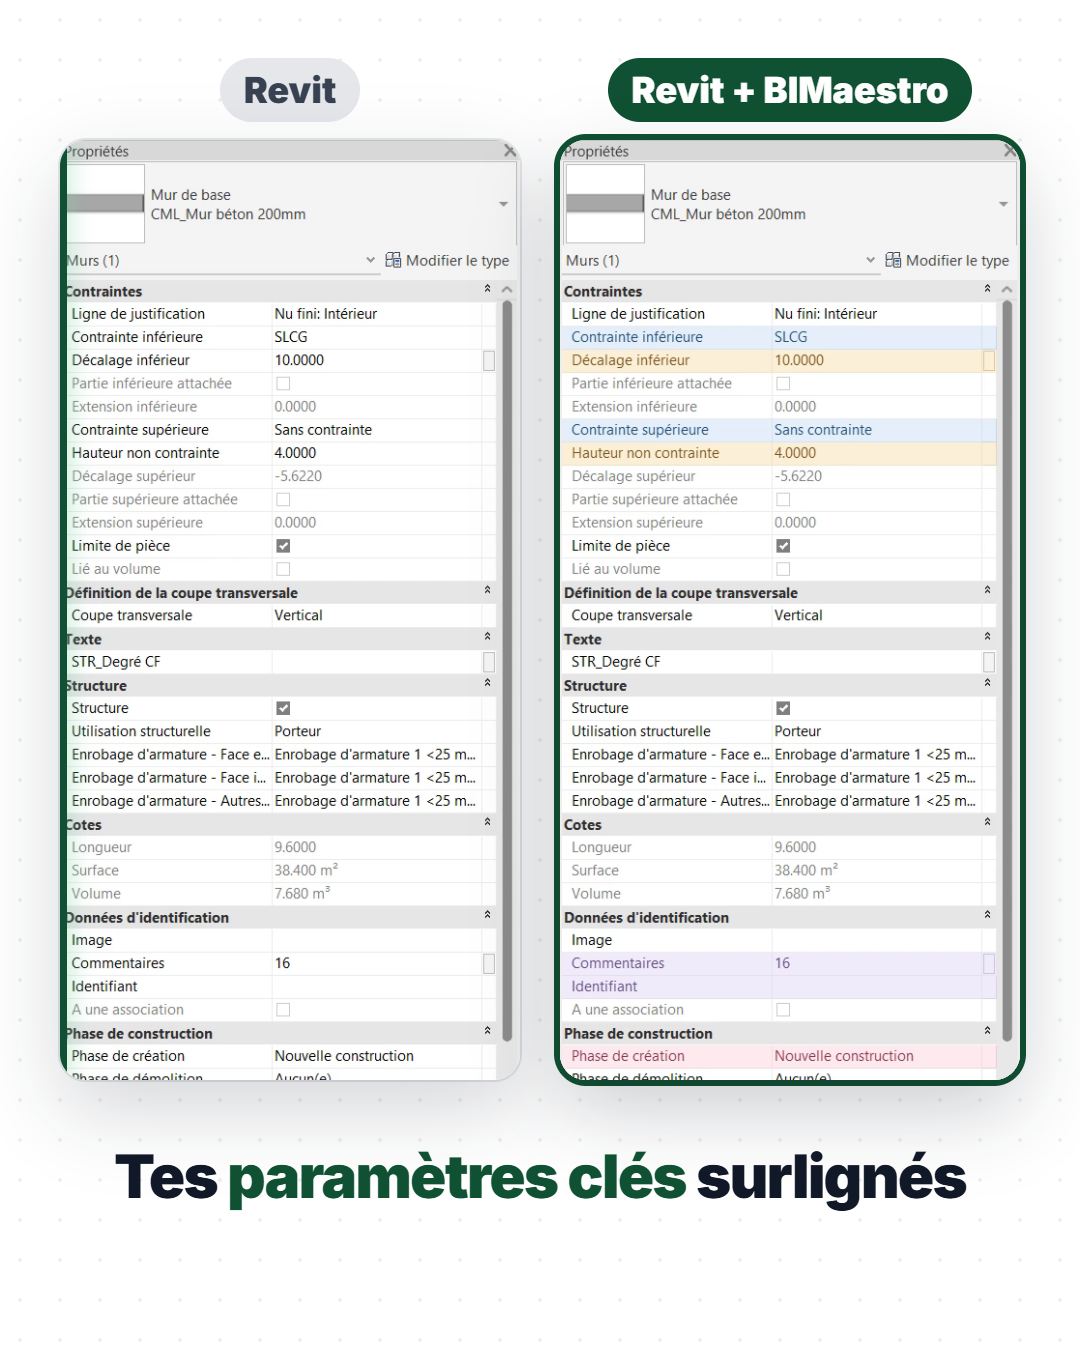 Revit
Propriétés
Mur de base
CML_Mur béton 200mm
Murs (1) Modifier le type
Contraintes
Ligne de justification Nu fini: Intérieur
Contrainte inférieure SLCG
Décalage inférieur 10.0000
Partie inférieure attachée
Extension inférieure 0.0000
Contrainte supérieure Sans contrainte
Hauteur non contrainte 4.0000
Décalage supérieur -5.6220
Partie supérieure attachée
Extension supérieure 0.0000
Limite de pièce
Lié au volume
Définition de la coupe transversale
Coupe transversale Vertical
Texte
STR_Degré CF
Structure
Structure
Utilisation structurelle Porteur
Enrobage d'armature - Face e... Enrobage d'armature 1 <25 m...
Enrobage d'armature - Face i... Enrobage d'armature 1 <25 m...
Enrobage d'armature - Autres... Enrobage d'armature 1 <25 m...
Cotes
Longueur 9.6000
Surface 38.400 m²
Volume 7.680 m³
Données d'identification
Image
Commentaires 16
Identifiant
A une association
Phase de construction
Phase de création Nouvelle construction
Phase de démolition Aucun(e)
Revit + BIMaestro
Propriétés
Mur de base
CML_Mur béton 200mm
Murs (1) Modifier le type
Contraintes
Ligne de justification Nu fini: Intérieur
Contrainte inférieure SLCG
Décalage inférieur 10.0000
Partie inférieure attachée
Extension inférieure 0.0000
Contrainte supérieure Sans contrainte
Hauteur non contrainte 4.0000
Décalage supérieur -5.6220
Partie supérieure attachée
Extension supérieure 0.0000
Limite de pièce
Lié au volume
Définition de la coupe transversale
Coupe transversale Vertical
Texte
STR_Degré CF
Structure
Structure
Utilisation structurelle Porteur
Enrobage d'armature - Face e... Enrobage d'armature 1 <25 m...
Enrobage d'armature - Face i... Enrobage d'armature 1 <25 m...
Enrobage d'armature - Autres... Enrobage d'armature 1 <25 m...
Cotes
Longueur 9.6000
Surface 38.400 m²
Volume 7.680 m³
Données d'identification
Image
Commentaires 16
Identifiant
A une association
Phase de construction
Phase de création Nouvelle construction
Phase de démolition Aucun(e)
Tes paramètres clés surlignés